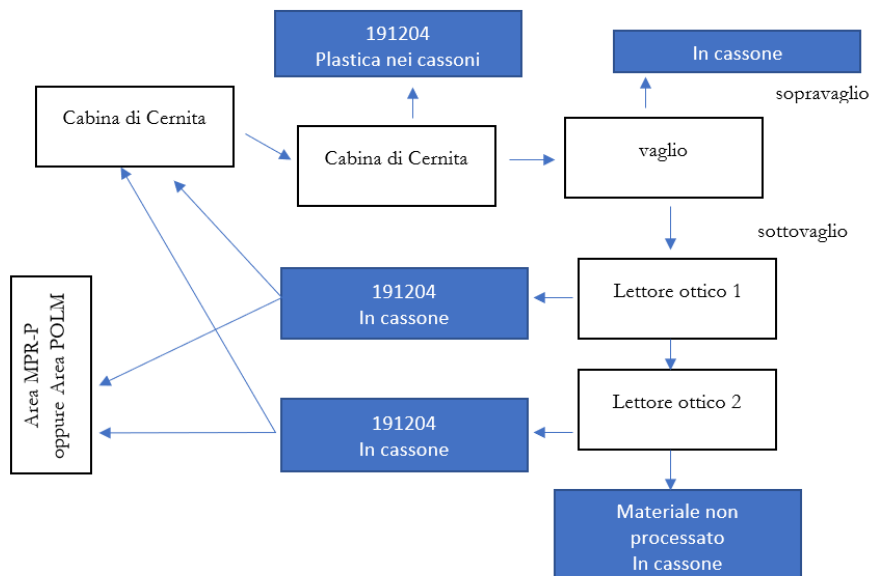 191204
Plastica nei cassoni
In cassone
sopravaglio
Cabina di Cernita
Cabina di Cernita
vaglio
sottovaglio
191204
In cassone
Lettore ottico 1
Area MPR-P
oppure Area POLM
191204
In cassone
Lettore ottico 2
Materiale non
processato
In cassone